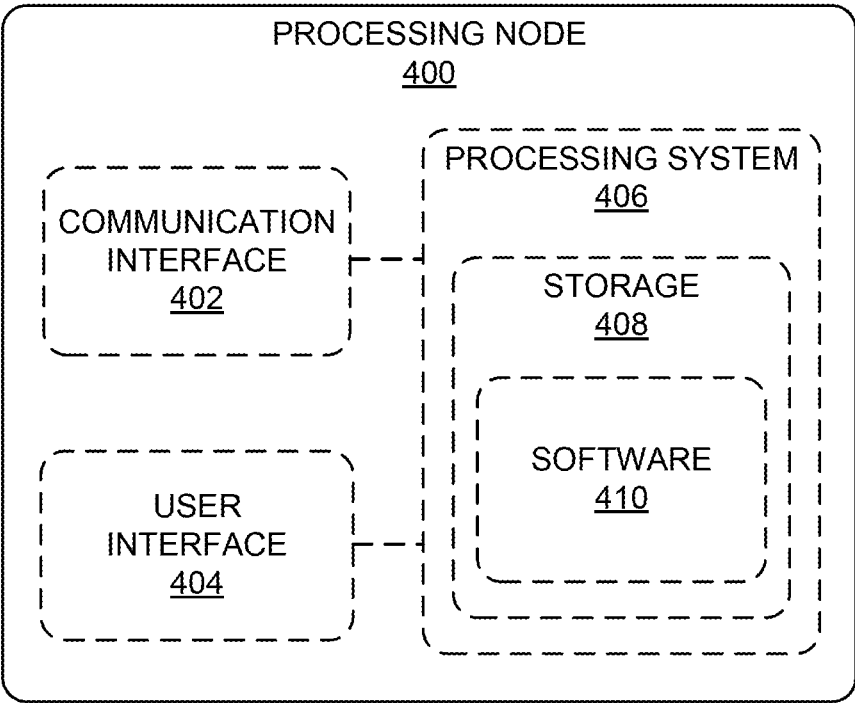 PROCESSING NODE
400
COMMUNICATION
INTERFACE
402
PROCESSING SYSTEM
406
STORAGE
408
SOFTWARE
410
USER
INTERFACE
404